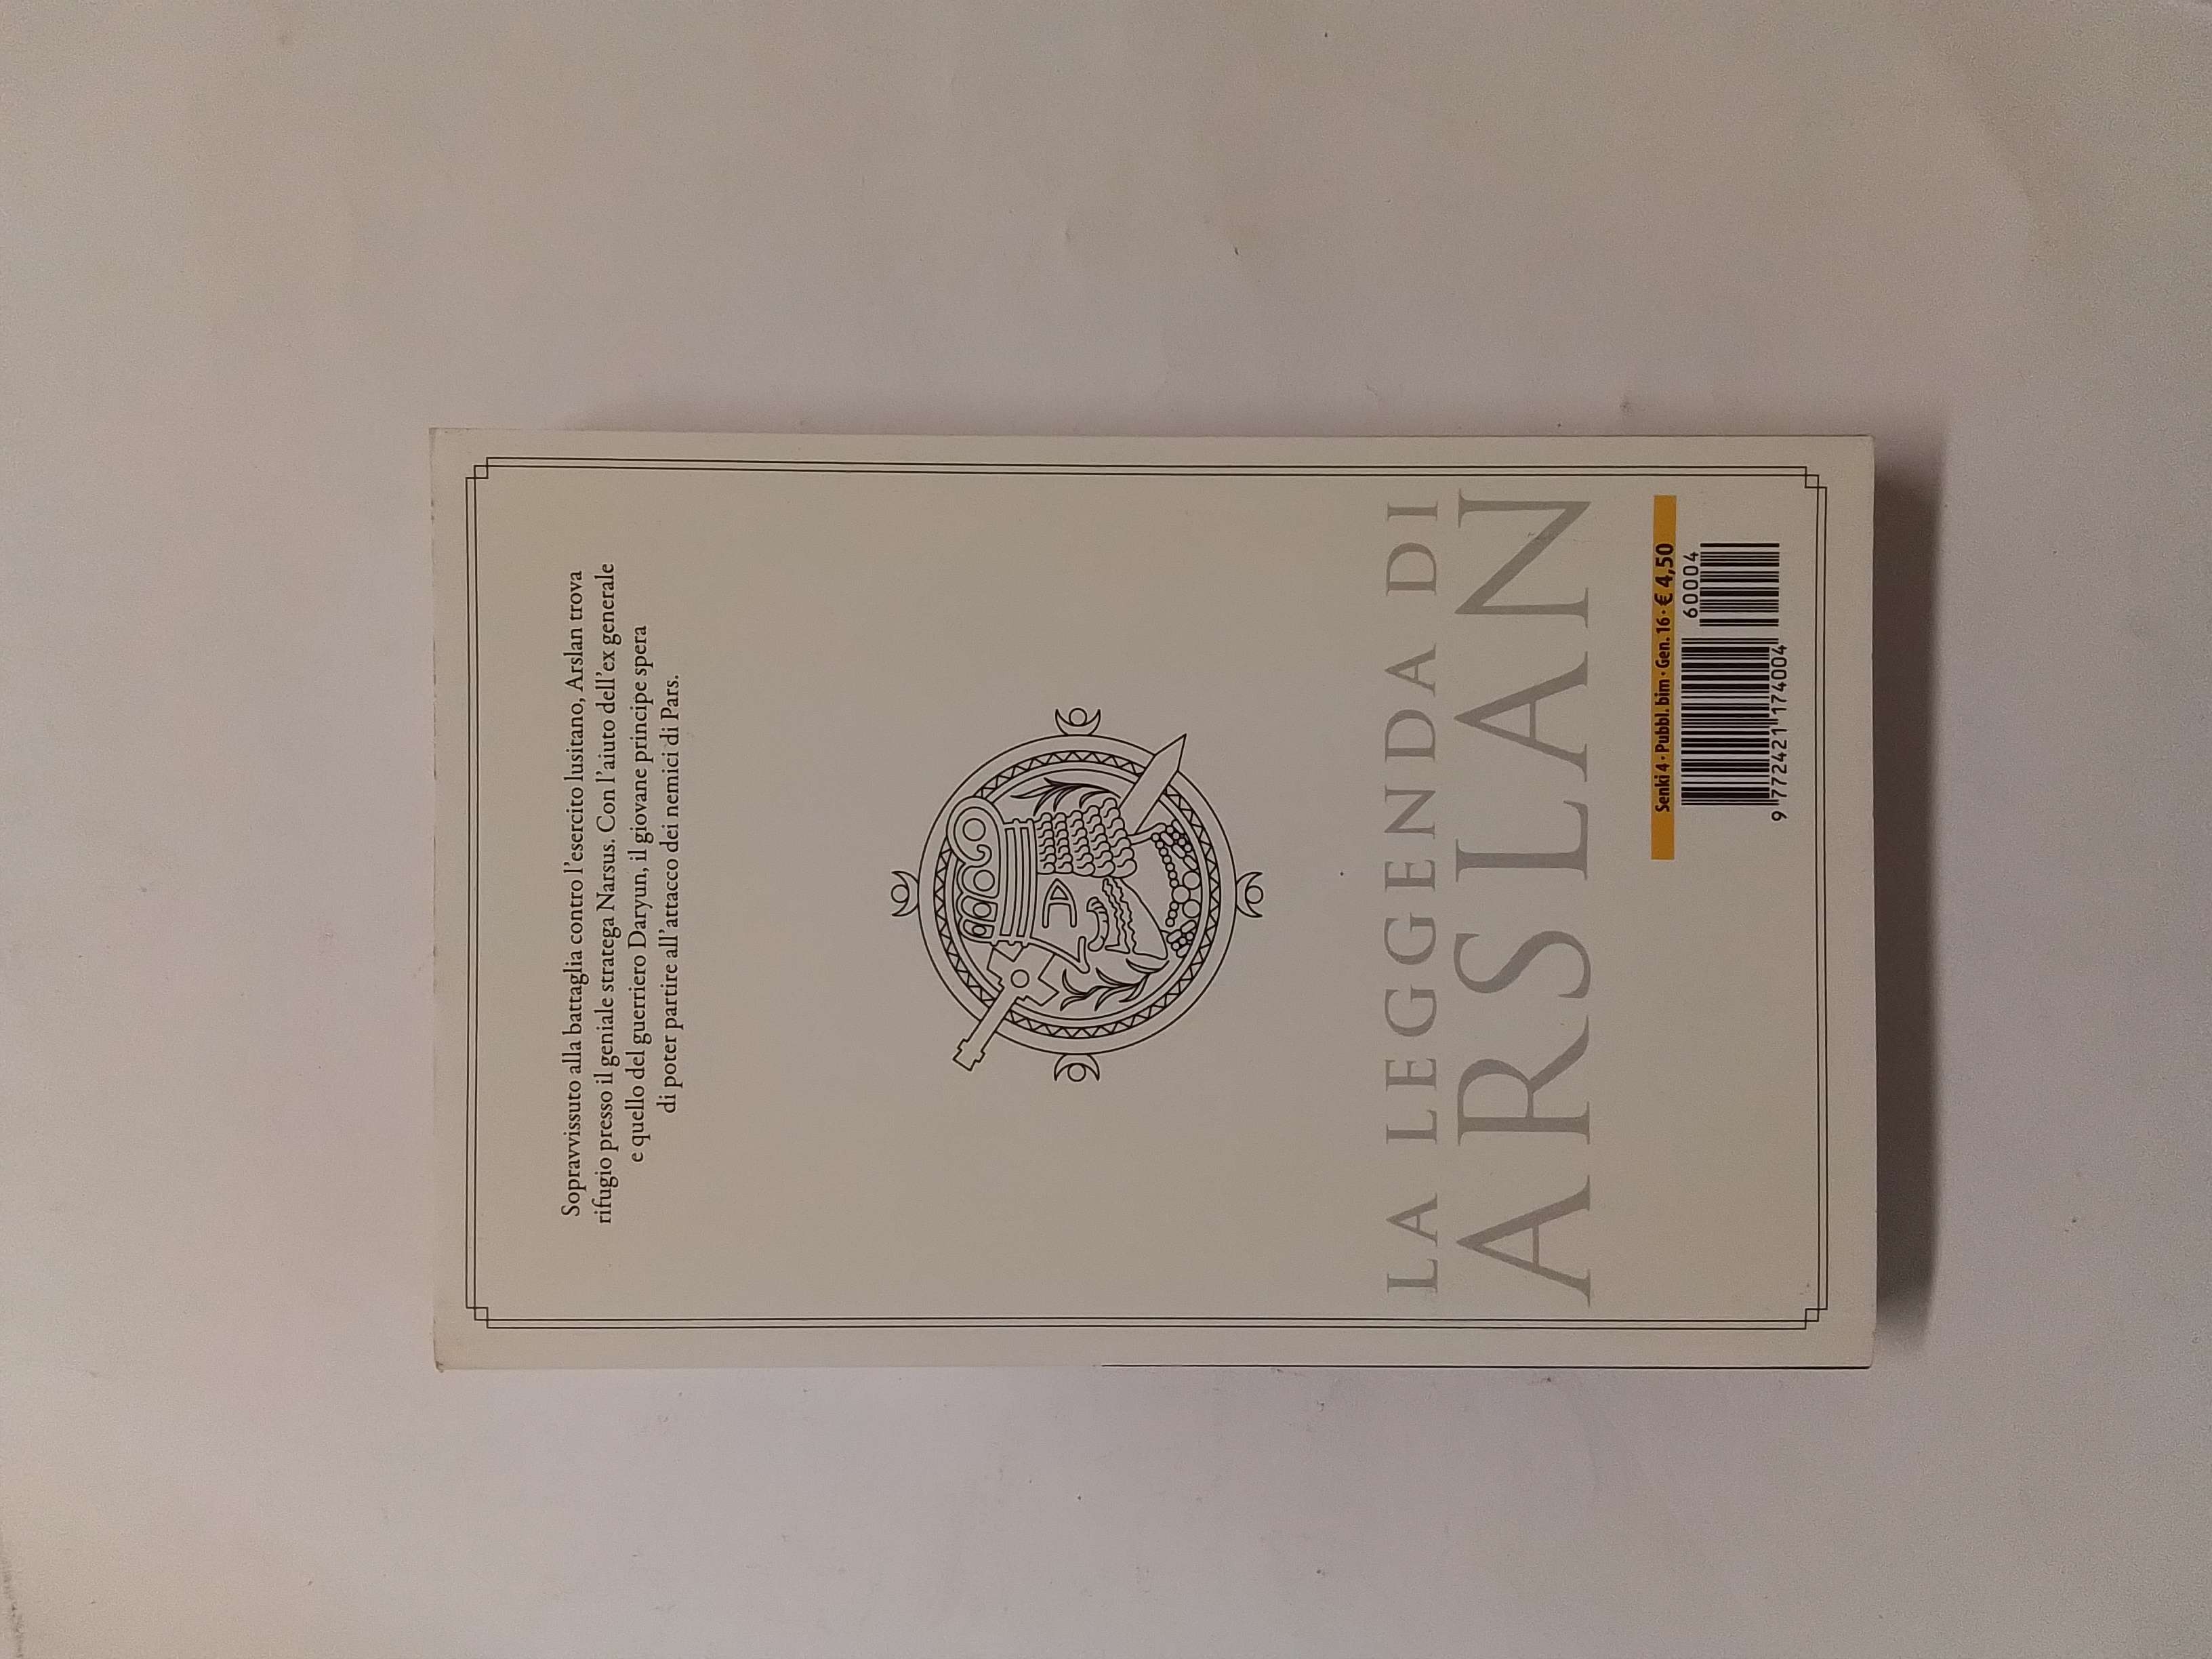 Sopravvissuto alla battaglia contro l'esercito lusitano, Arslan trova
rifugio presso il geniale stratega Narsus. Con l'aiuto dell'ex generale
e quello del guerriero Daryun, il giovane principe spera
di poter partire all'attacco dei nemici di Pars.
LA LEGGENDA DI
ARSLAN
Senki 4 · Pubbl. bim · Gen. 16 · € 4,50
60004
9 772421 174004